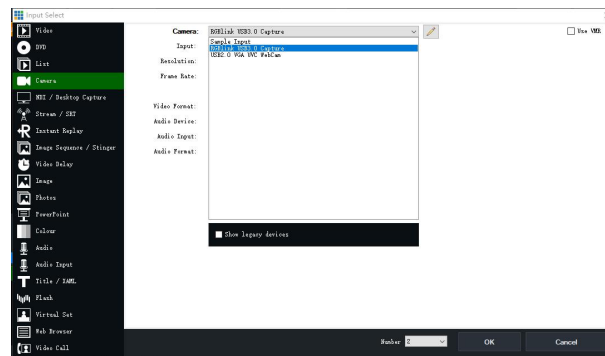 Input Select
Video
DVD
List
Camera
NDI / Desktop Capture
Stream / SRT
Instant Replay
Image Sequence / Stinger
Video Delay
Image
Photos
PowerPoint
Colour
Audio
Audio Input
Title / XAML
Flash
Virtual Set
Web Browser
Video Call
Camera: RGBlink USB3.0 Capture
Use VMR
Sample Input
RGBlink USB3.0 Capture
USB2.0 VGA UVC WebCam
Input:
Resolution:
Frame Rate:
Video Format:
Audio Device:
Audio Input:
Audio Format:
Show legacy devices
Number 2
OK
Cancel